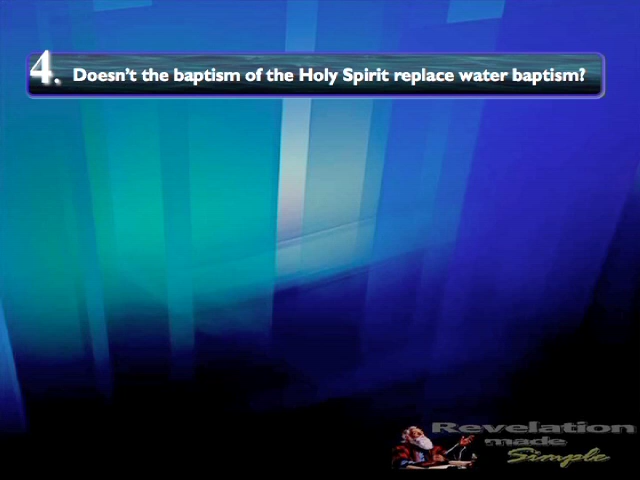 4. Doesn't the baptism of the Holy Spirit replace water baptism?
Revelation
made
Simple